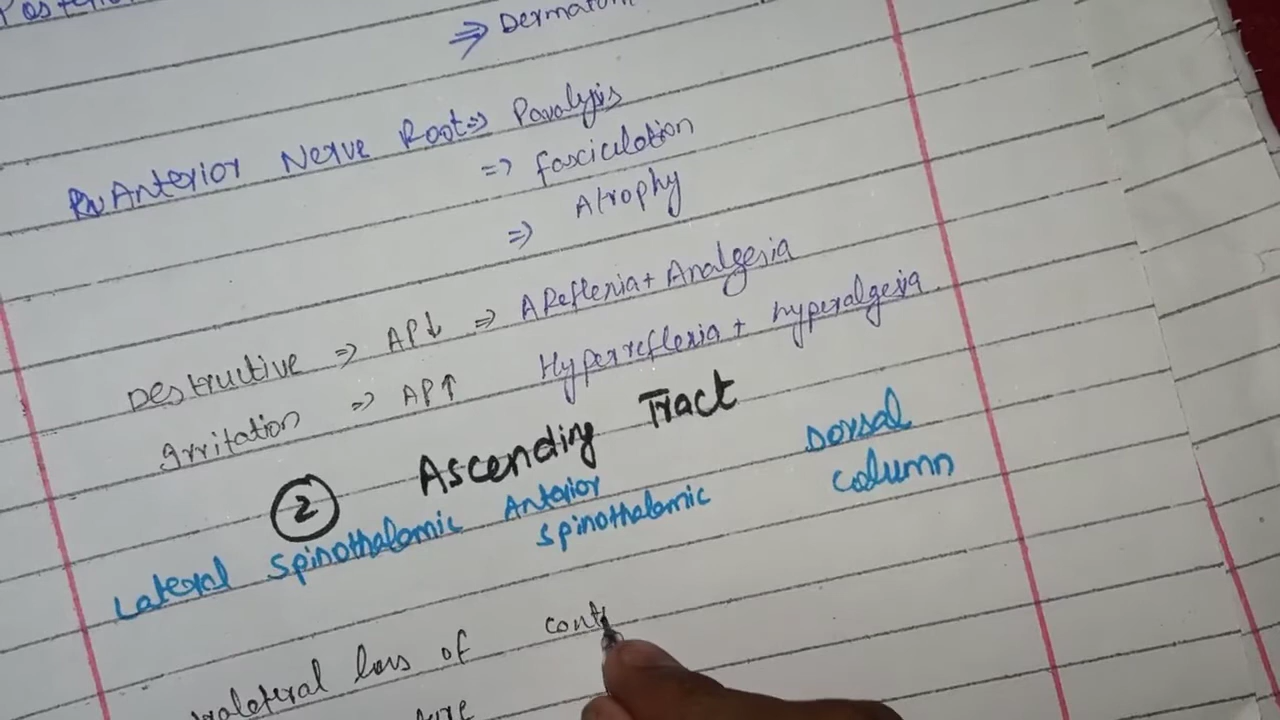 ⇒ Dermatom
Anterior Nerve Root ⇒ Paralysis
⇒ fasciculation
⇒ Atrophy
Destructive ⇒ AP↓ ⇒ AReflexia + Analgesia
Irritation ⇒ AP↑ Hyperreflexia + hyperalgesia
② Ascending Tract
Lateral spinothalamic
Anterior spinothalamic
Dorsal column
loss of
cont